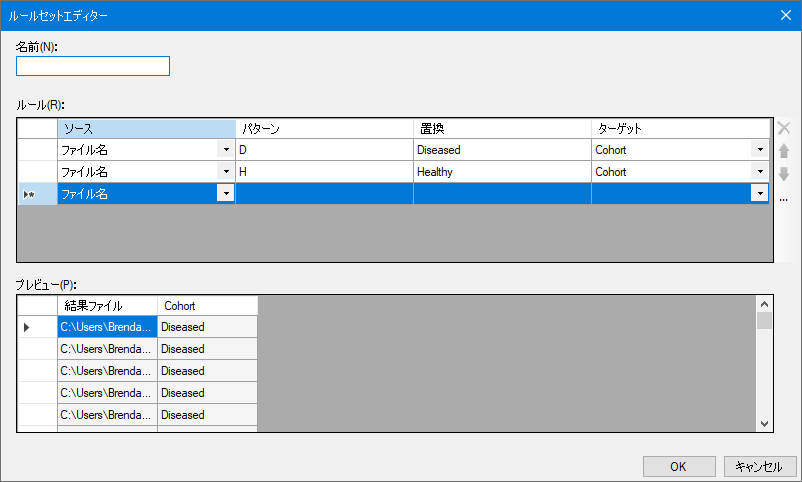 ルールセットエディター
名前(N):
ルール(R):
ソース パターン 置換 ターゲット
ファイル名 D Diseased Cohort
ファイル名 H Healthy Cohort
ファイル名
...
プレビュー(P):
結果ファイル Cohort
C:\Users\Brenda... Diseased
C:\Users\Brenda... Diseased
C:\Users\Brenda... Diseased
C:\Users\Brenda... Diseased
C:\Users\Brenda... Diseased
OK キャンセル